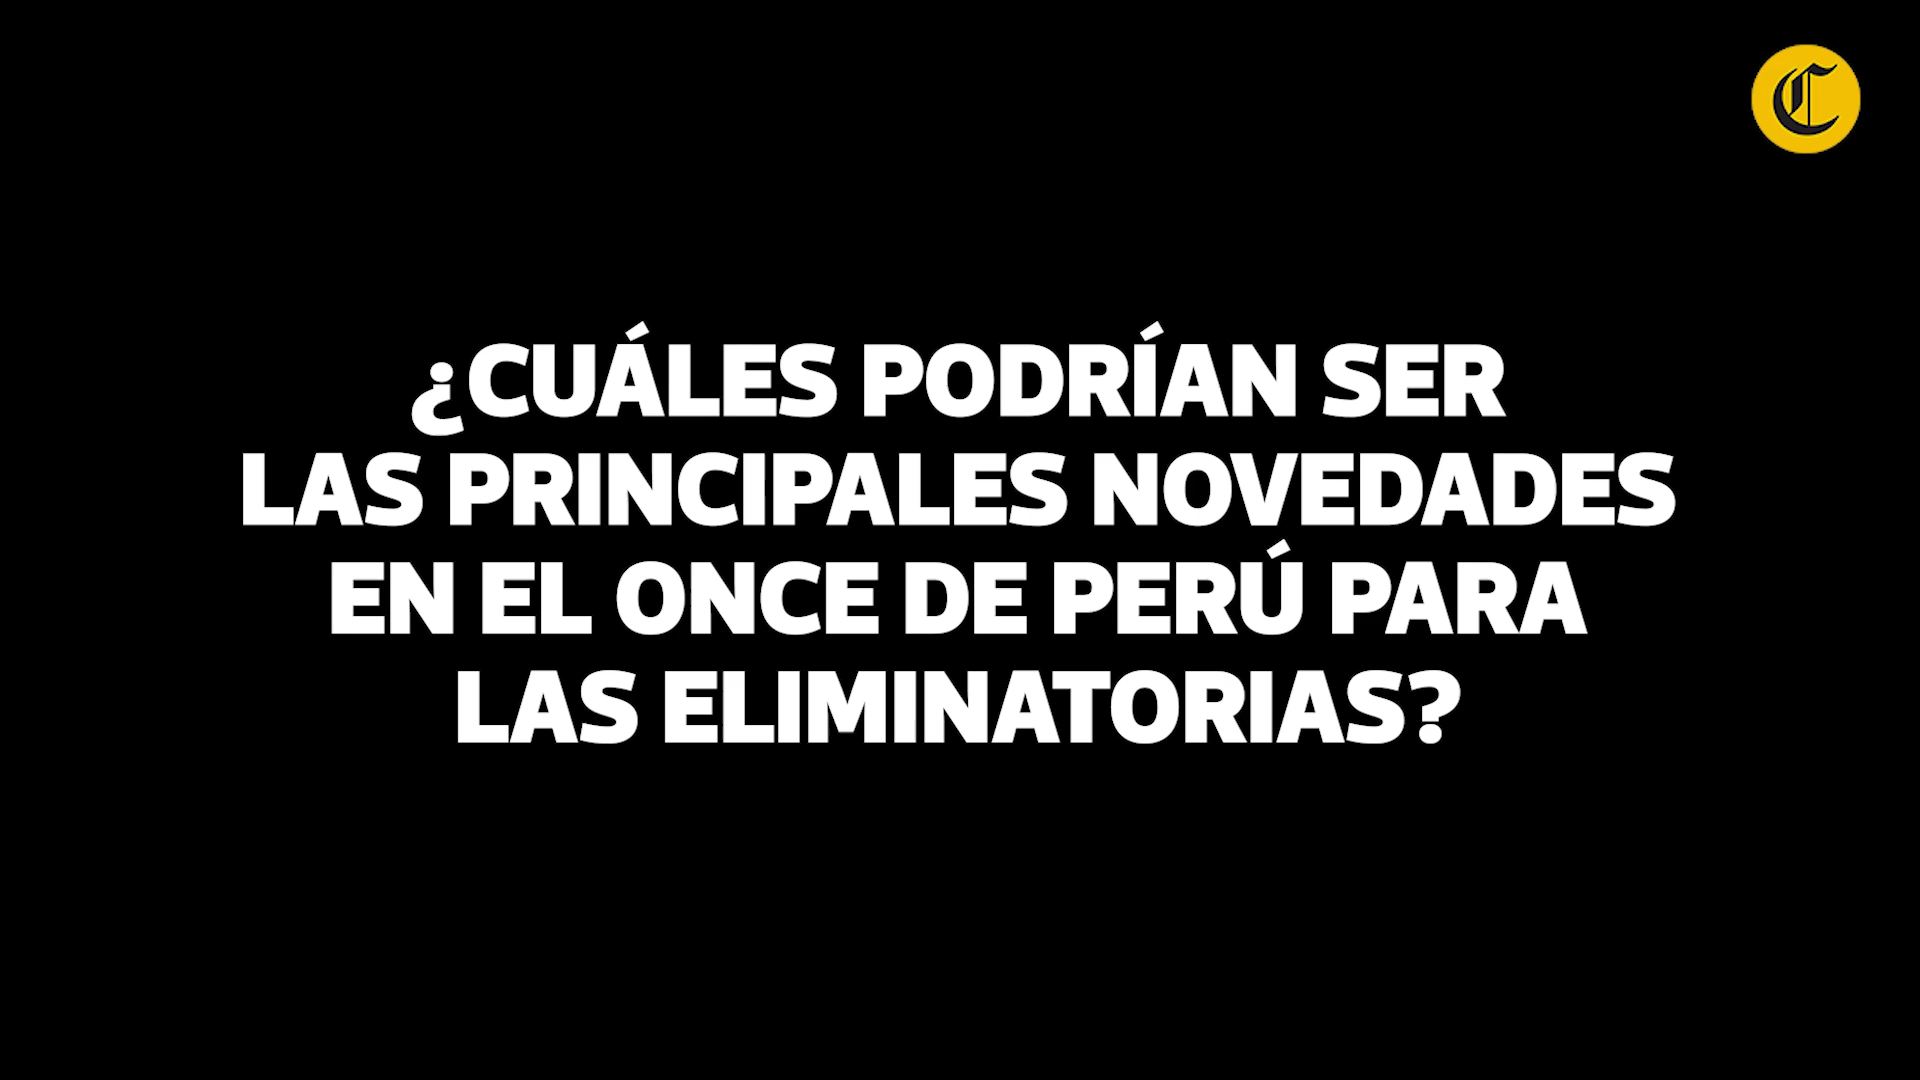 C
¿CUÁLES PODRÍAN SER
LAS PRINCIPALES NOVEDADES
EN EL ONCE DE PERÚ PARA
LAS ELIMINATORIAS?